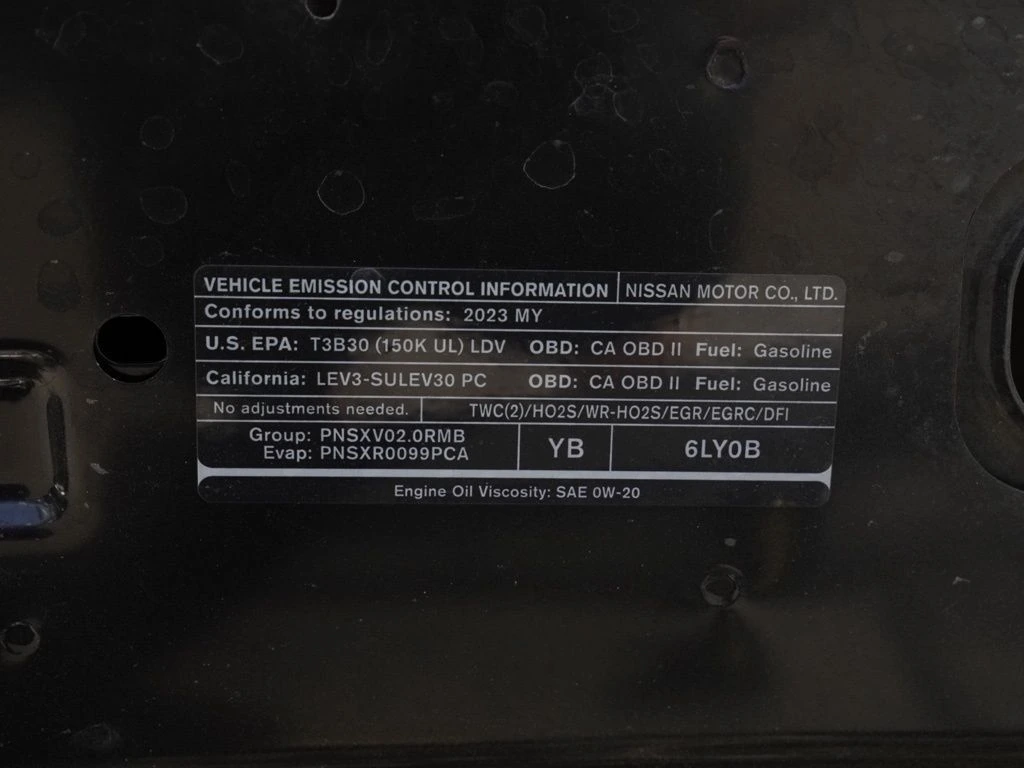 VEHICLE EMISSION CONTROL INFORMATION NISSAN MOTOR CO., LTD.
Conforms to regulations: 2023 MY
U.S. EPA: T3B30 (150K UL) LDV OBD: CA OBD II Fuel: Gasoline
California: LEV3-SULEV30 PC OBD: CA OBD II Fuel: Gasoline
No adjustments needed. TWC(2)/HO2S/WR-HO2S/EGR/EGRC/DFI
Group: PNSXV02.0RMB
Evap: PNSXR0099PCA
YB 6LY0B
Engine Oil Viscosity: SAE 0W-20